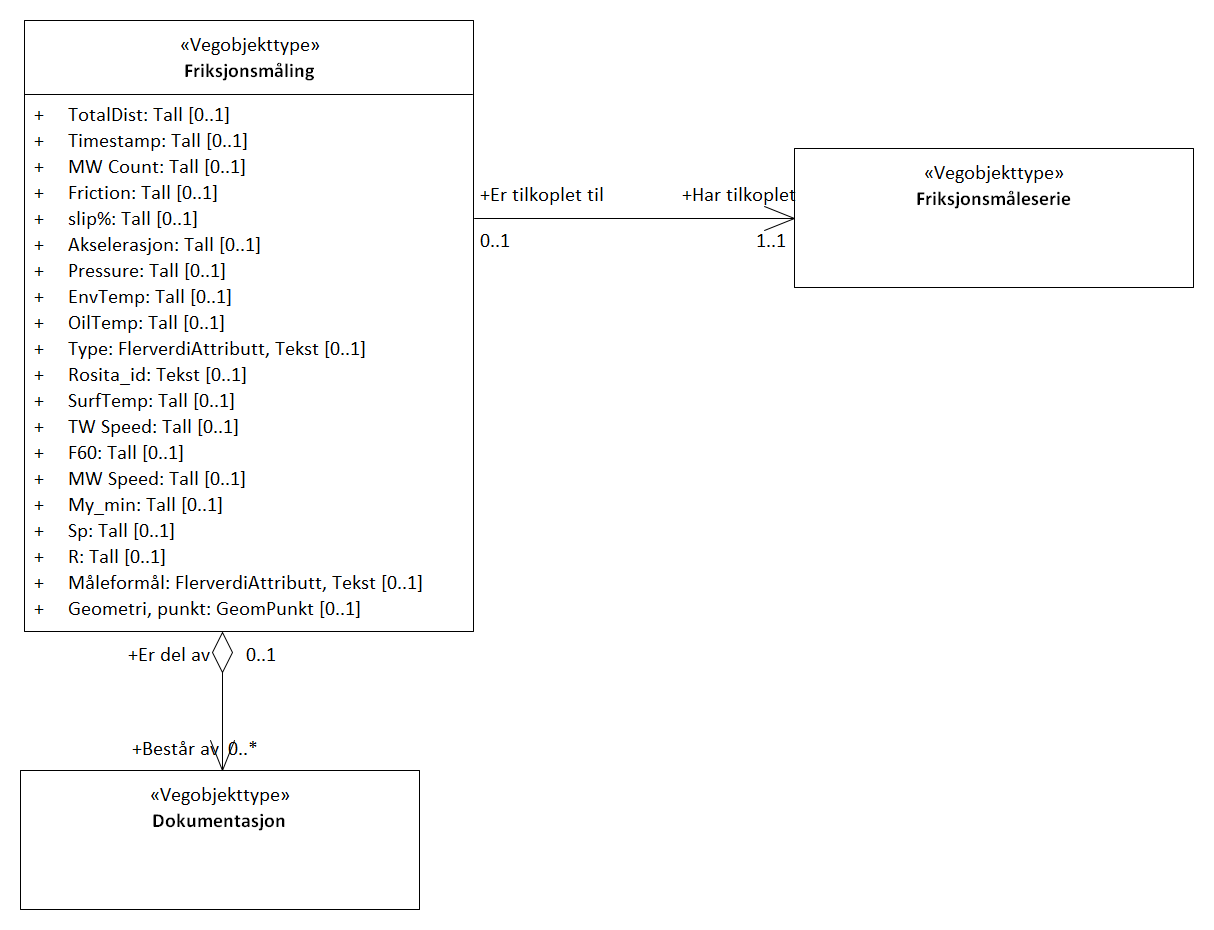 «Vegobjekttype»
Friksjonsmåling
+ TotalDist: Tall [0..1]
+ Timestamp: Tall [0..1]
+ MW Count: Tall [0..1]
+ Friction: Tall [0..1]
+ slip%: Tall [0..1]
+ Akselerasjon: Tall [0..1]
+ Pressure: Tall [0..1]
+ EnvTemp: Tall [0..1]
+ OilTemp: Tall [0..1]
+ Type: FlerverdiAttributt, Tekst [0..1]
+ Rosita_id: Tekst [0..1]
+ SurfTemp: Tall [0..1]
+ TW Speed: Tall [0..1]
+ F60: Tall [0..1]
+ MW Speed: Tall [0..1]
+ My_min: Tall [0..1]
+ Sp: Tall [0..1]
+ R: Tall [0..1]
+ Måleformål: FlerverdiAttributt, Tekst [0..1]
+ Geometri, punkt: GeomPunkt [0..1]
+Er tilkoplet til +Har tilkoplet
0..1 1..1
«Vegobjekttype»
Friksjonsmåleserie
+Er del av 0..1
+Består av 0..*
«Vegobjekttype»
Dokumentasjon